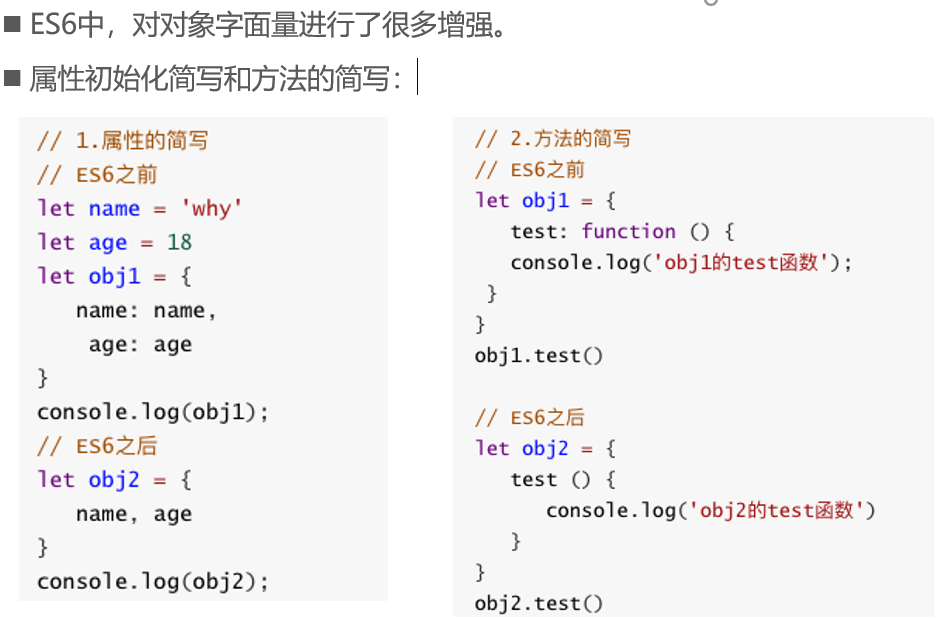 ■ ES6中，对对象字面量进行了很多增强。
■ 属性初始化简写和方法的简写：
// 1.属性的简写
// ES6之前
let name = 'why'
let age = 18
let obj1 = {
   name: name,
    age: age
}
console.log(obj1);
// ES6之后
let obj2 = {
   name, age
}
console.log(obj2);
// 2.方法的简写
// ES6之前
let obj1 = {
   test: function () {
   console.log('obj1的test函数');
 }
}
obj1.test()
// ES6之后
let obj2 = {
   test () {
      console.log('obj2的test函数')
   }
}
obj2.test()